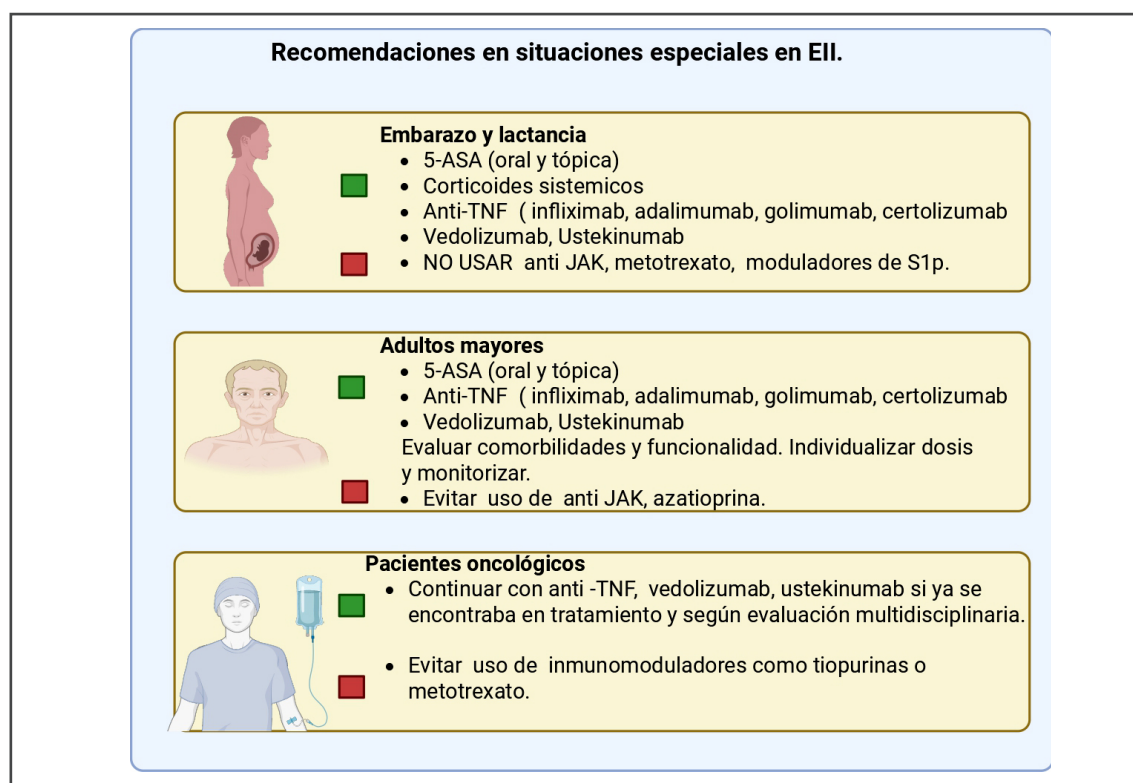 Recomendaciones en situaciones especiales en EII.
Embarazo y lactancia
• 5-ASA (oral y tópica)
• Corticoides sistemicos
• Anti-TNF ( infliximab, adalimumab, golimumab, certolizumab
• Vedolizumab, Ustekinumab
• NO USAR anti JAK, metotrexato, moduladores de S1p.
Adultos mayores
• 5-ASA (oral y tópica)
• Anti-TNF ( infliximab, adalimumab, golimumab, certolizumab
• Vedolizumab, Ustekinumab
Evaluar comorbilidades y funcionalidad. Individualizar dosis
y monitorizar.
• Evitar uso de anti JAK, azatioprina.
Pacientes oncológicos
• Continuar con anti -TNF, vedolizumab, ustekinumab si ya se
encontraba en tratamiento y según evaluación multidisciplinaria.
• Evitar uso de inmunomoduladores como tiopurinas o
metotrexato.